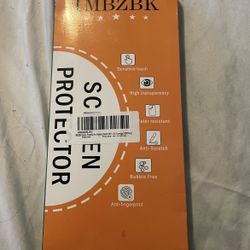 IMBZBK
Sensitive touch
High transparency
Water-resistant
Anti-Scratch
Bubble Free
Anti-fingerprint
SCREEN
PROTECTOR